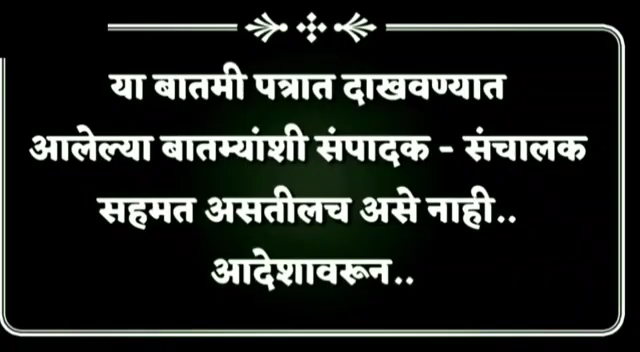 या बातमी पत्रात दाखवण्यात
आलेल्या बातम्यांशी संपादक - संचालक
सहमत असतीलच असे नाही..
आदेशावरून..